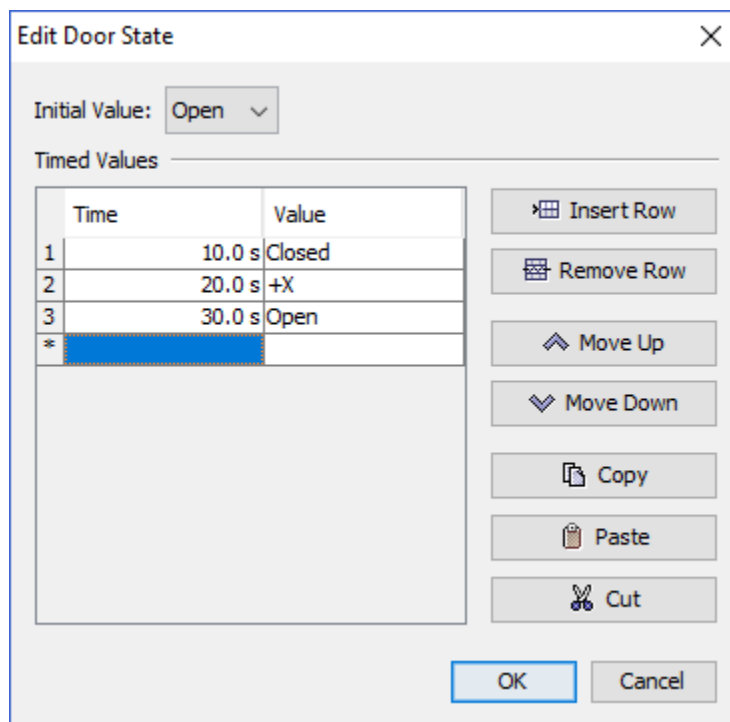 Edit Door State
Initial Value: Open
Timed Values
Time Value
1 10.0 s Closed
2 20.0 s +X
3 30.0 s Open
*
Insert Row
Remove Row
Move Up
Move Down
Copy
Paste
Cut
OK Cancel